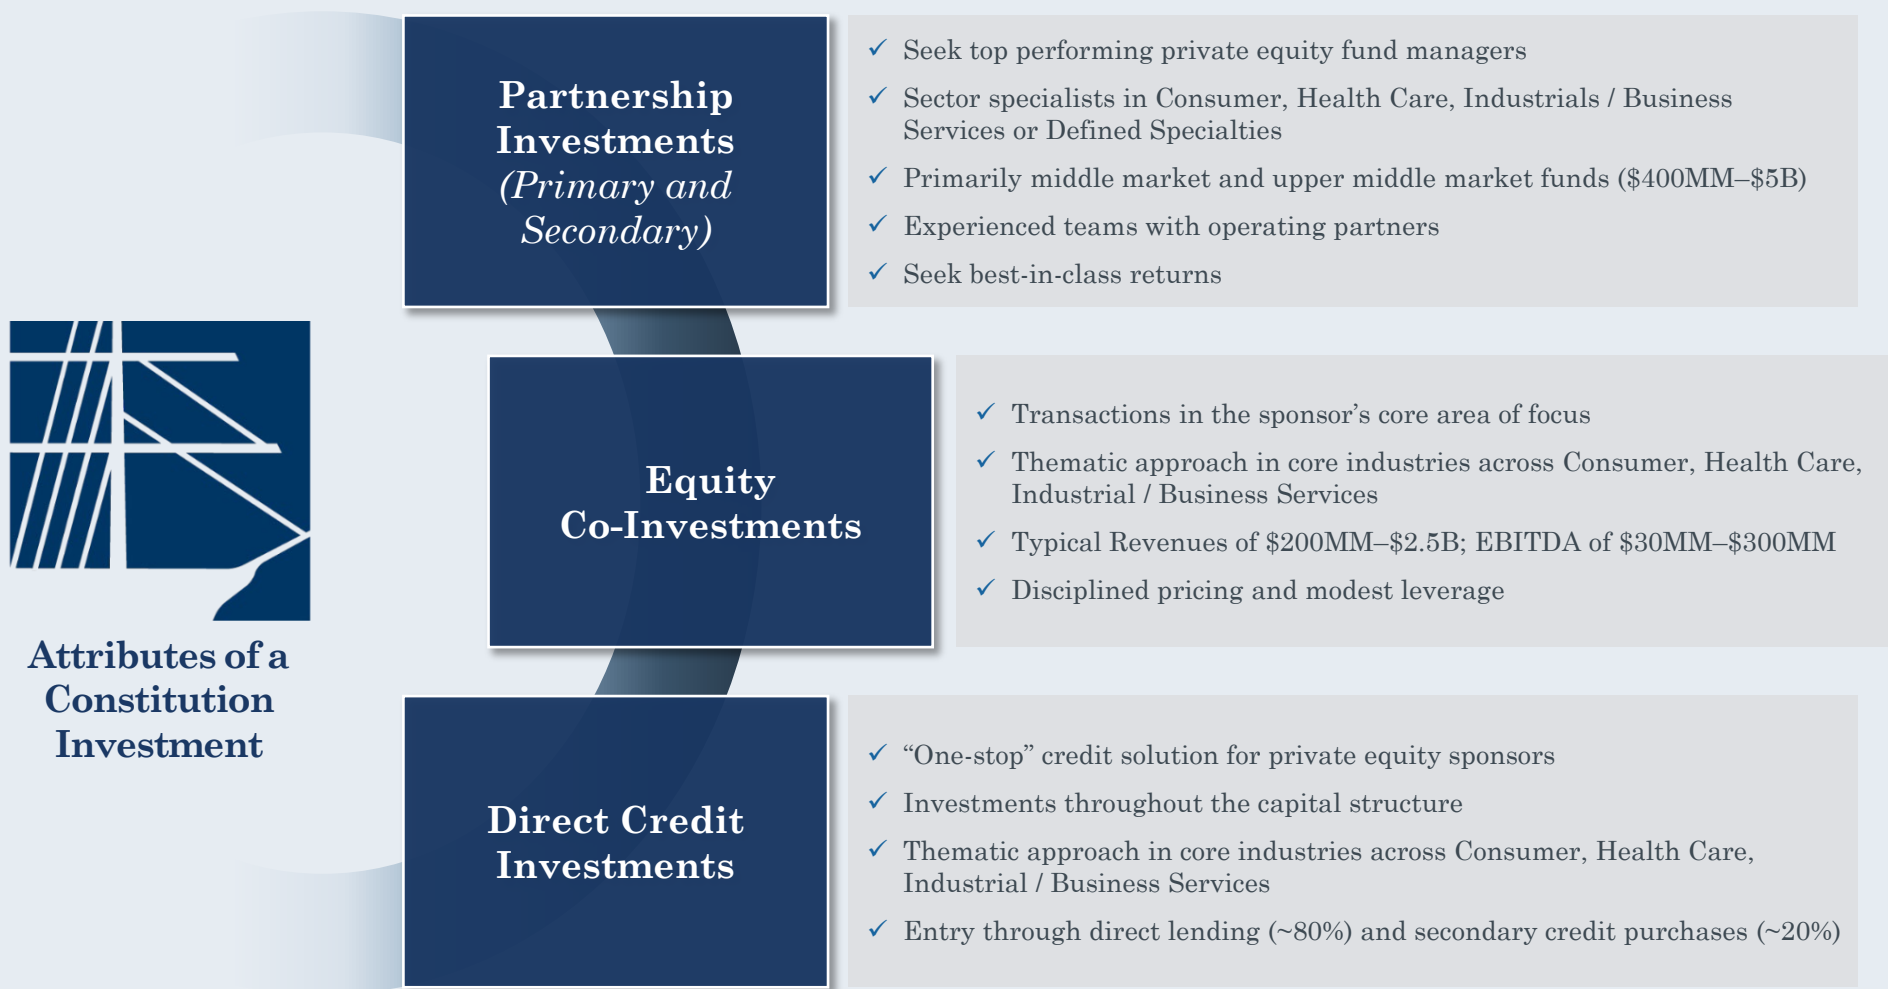 Partnership
Investments
(Primary and
Secondary)
✓ Seek top performing private equity fund managers
✓ Sector specialists in Consumer, Health Care, Industrials / Business
Services or Defined Specialties
✓ Primarily middle market and upper middle market funds ($400MM–$5B)
✓ Experienced teams with operating partners
✓ Seek best-in-class returns
Attributes of a
Constitution
Investment
Equity
Co-Investments
✓ Transactions in the sponsor’s core area of focus
✓ Thematic approach in core industries across Consumer, Health Care,
Industrial / Business Services
✓ Typical Revenues of $200MM–$2.5B; EBITDA of $30MM–$300MM
✓ Disciplined pricing and modest leverage
Direct Credit
Investments
✓ “One-stop” credit solution for private equity sponsors
✓ Investments throughout the capital structure
✓ Thematic approach in core industries across Consumer, Health Care,
Industrial / Business Services
✓ Entry through direct lending (~80%) and secondary credit purchases (~20%)